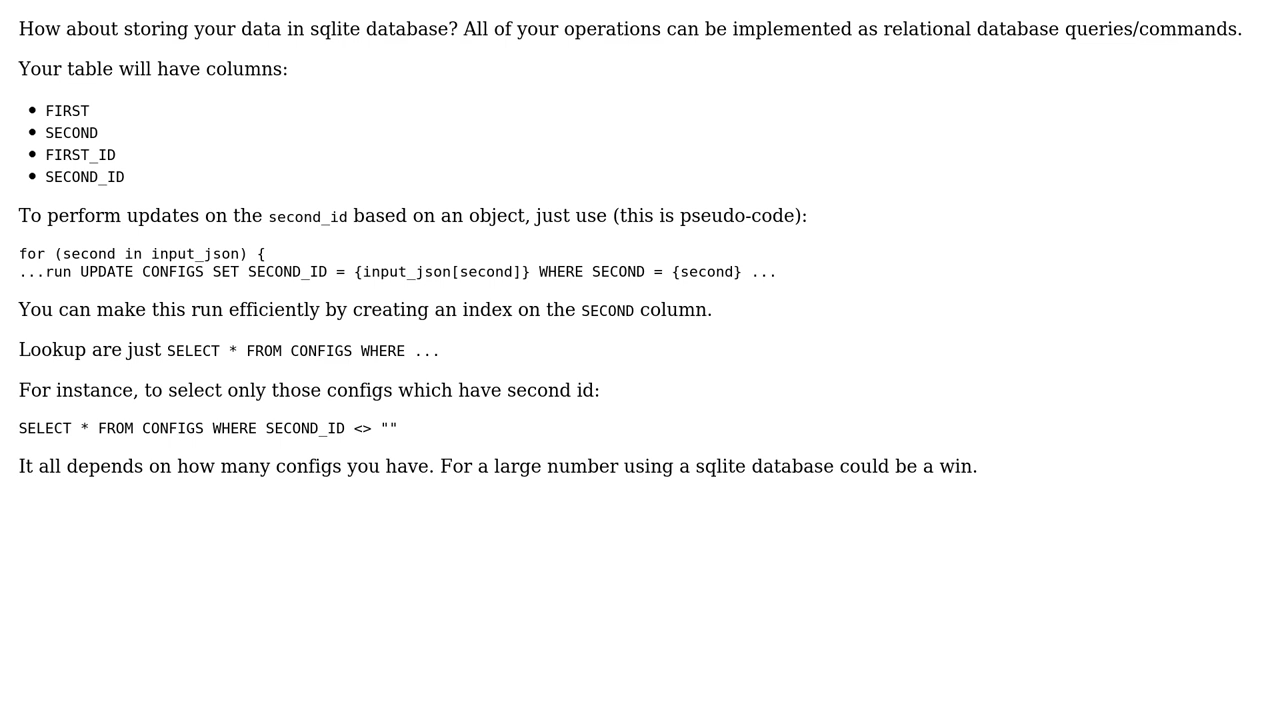 How about storing your data in sqlite database? All of your operations can be implemented as relational database queries/commands.
Your table will have columns:
• FIRST
• SECOND
• FIRST_ID
• SECOND_ID
To perform updates on the second_id based on an object, just use (this is pseudo-code):
for (second in input_json) {
...run UPDATE CONFIGS SET SECOND_ID = {input_json[second]} WHERE SECOND = {second} ...
You can make this run efficiently by creating an index on the SECOND column.
Lookup are just SELECT * FROM CONFIGS WHERE ...
For instance, to select only those configs which have second id:
SELECT * FROM CONFIGS WHERE SECOND_ID <> ""
It all depends on how many configs you have. For a large number using a sqlite database could be a win.